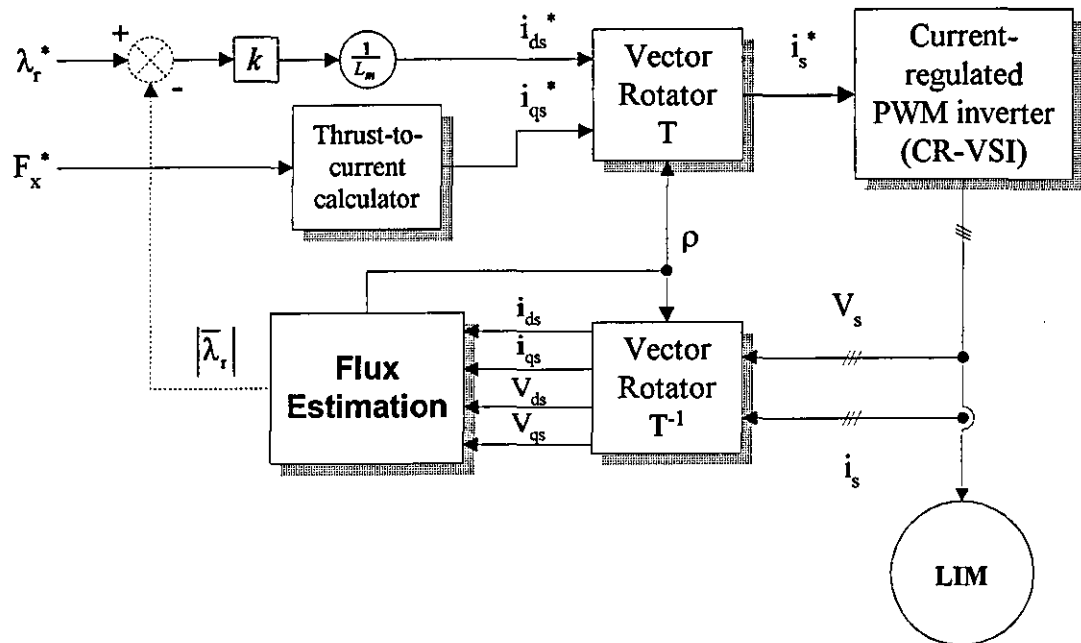 λr*
+
-
k
1/Lm
ids*
iqs*
Fx*
Thrust-to-
current
calculator
Vector
Rotator
T
is*
Current-
regulated
PWM inverter
(CR-VSI)
ρ
|λ̅r|
Flux
Estimation
ids
iqs
Vds
Vqs
Vector
Rotator
T-1
Vs
is
LIM